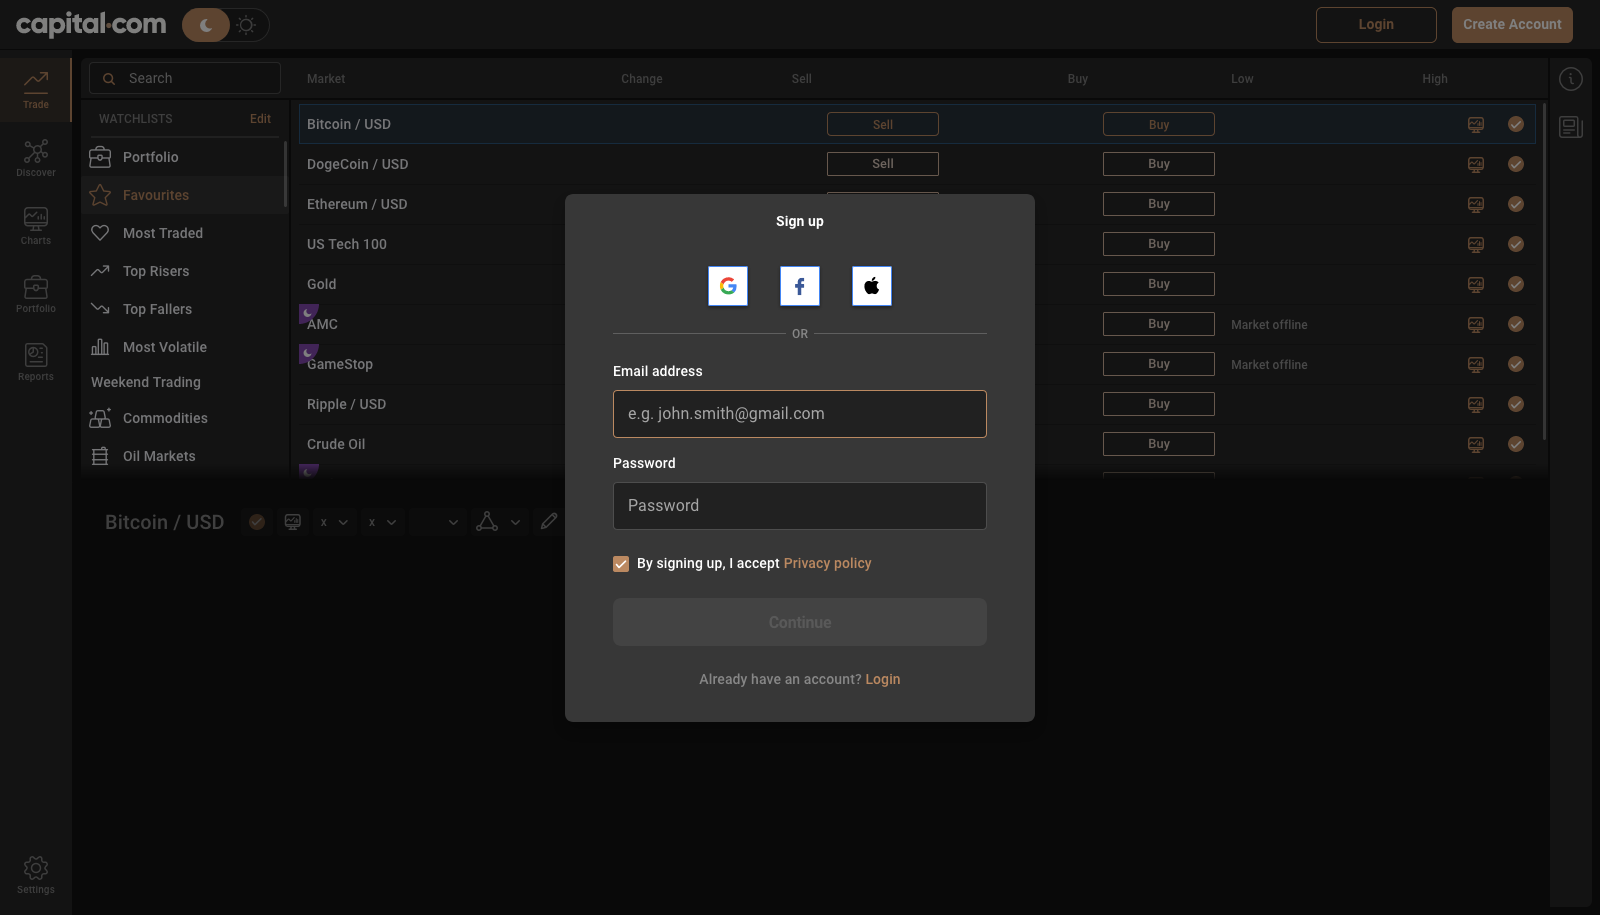 capital.com
Login
Create Account
Trade
Discover
Charts
Portfolio
Reports
Settings
Search
WATCHLISTS Edit
Portfolio
Favourites
Most Traded
Top Risers
Top Fallers
Most Volatile
Weekend Trading
Commodities
Oil Markets
Market Change Sell Buy Low High
Bitcoin / USD Sell Buy
DogeCoin / USD Sell Buy
Ethereum / USD Buy
US Tech 100 Buy
Gold Buy
AMC Buy Market offline
GameStop Buy Market offline
Ripple / USD Buy
Crude Oil Buy
Bitcoin / USD x x
Sign up
OR
Email address
e.g. john.smith@gmail.com
Password
Password
By signing up, I accept Privacy policy
Continue
Already have an account? Login